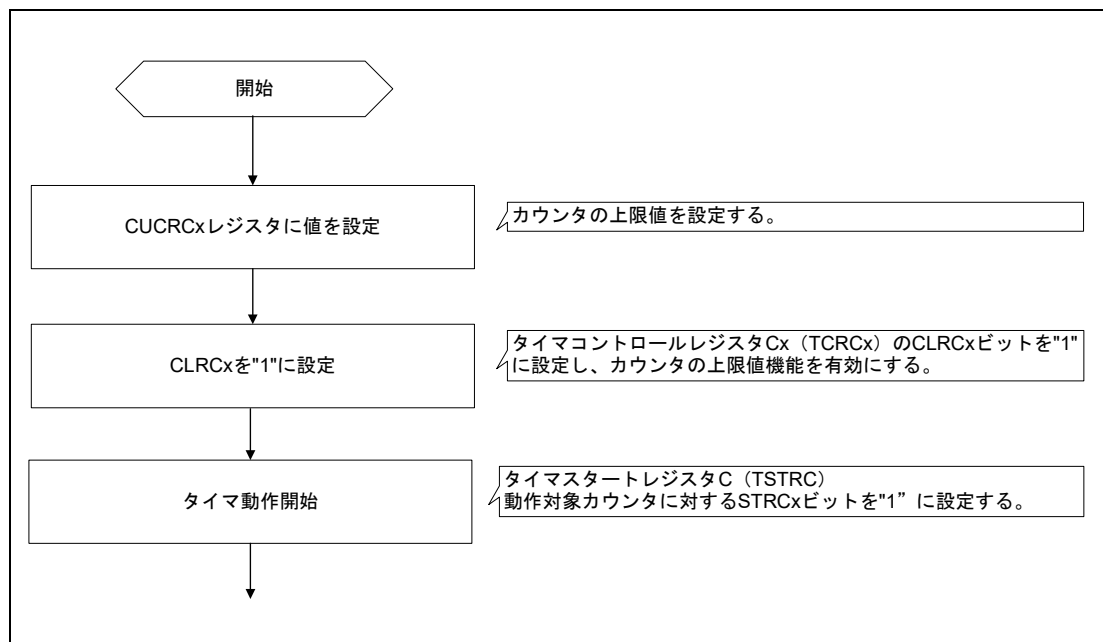 開始
CUCRCxレジスタに値を設定
カウンタの上限値を設定する。
CLRCxを"1"に設定
タイマコントロールレジスタCx（TCRCx）のCLRCxビットを"1"
に設定し、カウンタの上限値機能を有効にする。
タイマ動作開始
タイマスタートレジスタC（TSTRC）
動作対象カウンタに対するSTRCxビットを"1”に設定する。